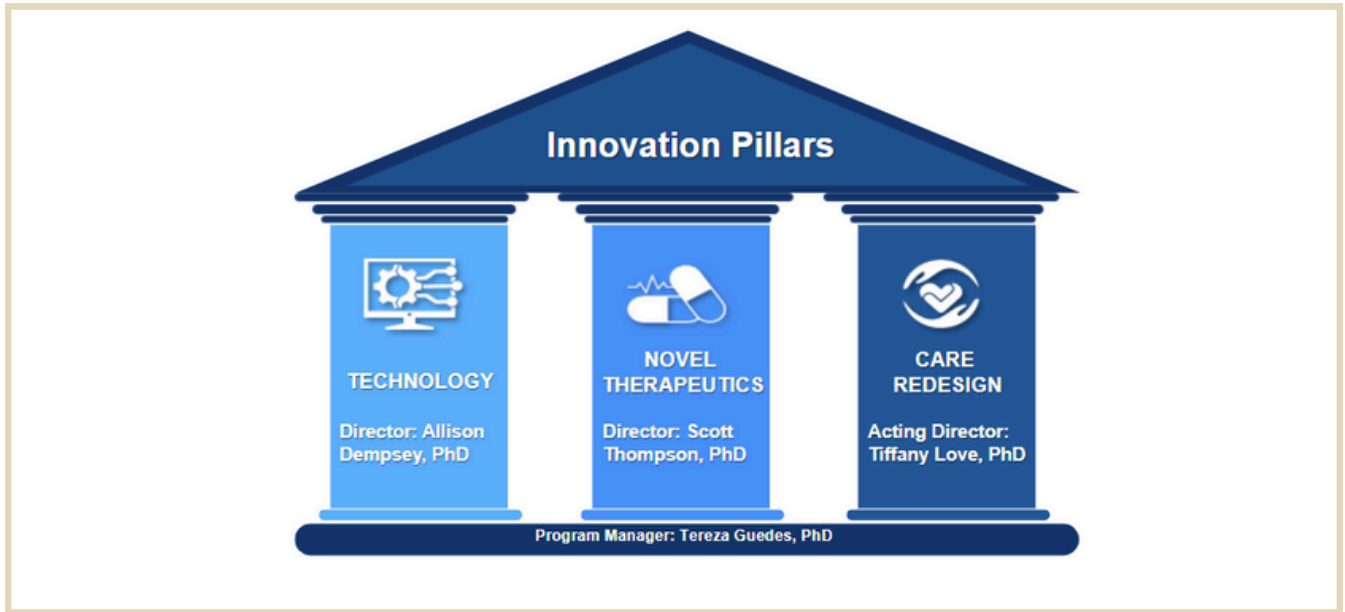 Innovation Pillars
TECHNOLOGY
Director: Allison
Dempsey, PhD
NOVEL
THERAPEUTICS
Director: Scott
Thompson, PhD
CARE
REDESIGN
Acting Director:
Tiffany Love, PhD
Program Manager: Tereza Guedes, PhD